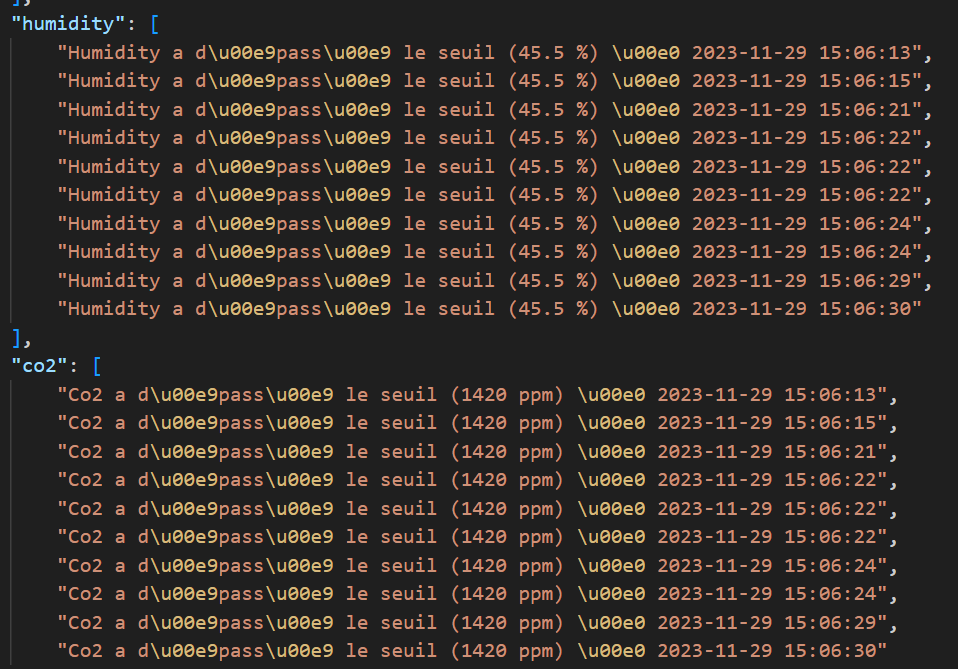 ],
"humidity": [
"Humidity a d\u00e9pass\u00e9 le seuil (45.5 %) \u00e0 2023-11-29 15:06:13",
"Humidity a d\u00e9pass\u00e9 le seuil (45.5 %) \u00e0 2023-11-29 15:06:15",
"Humidity a d\u00e9pass\u00e9 le seuil (45.5 %) \u00e0 2023-11-29 15:06:21",
"Humidity a d\u00e9pass\u00e9 le seuil (45.5 %) \u00e0 2023-11-29 15:06:22",
"Humidity a d\u00e9pass\u00e9 le seuil (45.5 %) \u00e0 2023-11-29 15:06:22",
"Humidity a d\u00e9pass\u00e9 le seuil (45.5 %) \u00e0 2023-11-29 15:06:22",
"Humidity a d\u00e9pass\u00e9 le seuil (45.5 %) \u00e0 2023-11-29 15:06:24",
"Humidity a d\u00e9pass\u00e9 le seuil (45.5 %) \u00e0 2023-11-29 15:06:24",
"Humidity a d\u00e9pass\u00e9 le seuil (45.5 %) \u00e0 2023-11-29 15:06:29",
"Humidity a d\u00e9pass\u00e9 le seuil (45.5 %) \u00e0 2023-11-29 15:06:30"
],
"co2": [
"Co2 a d\u00e9pass\u00e9 le seuil (1420 ppm) \u00e0 2023-11-29 15:06:13",
"Co2 a d\u00e9pass\u00e9 le seuil (1420 ppm) \u00e0 2023-11-29 15:06:15",
"Co2 a d\u00e9pass\u00e9 le seuil (1420 ppm) \u00e0 2023-11-29 15:06:21",
"Co2 a d\u00e9pass\u00e9 le seuil (1420 ppm) \u00e0 2023-11-29 15:06:22",
"Co2 a d\u00e9pass\u00e9 le seuil (1420 ppm) \u00e0 2023-11-29 15:06:22",
"Co2 a d\u00e9pass\u00e9 le seuil (1420 ppm) \u00e0 2023-11-29 15:06:22",
"Co2 a d\u00e9pass\u00e9 le seuil (1420 ppm) \u00e0 2023-11-29 15:06:24",
"Co2 a d\u00e9pass\u00e9 le seuil (1420 ppm) \u00e0 2023-11-29 15:06:24",
"Co2 a d\u00e9pass\u00e9 le seuil (1420 ppm) \u00e0 2023-11-29 15:06:29",
"Co2 a d\u00e9pass\u00e9 le seuil (1420 ppm) \u00e0 2023-11-29 15:06:30"